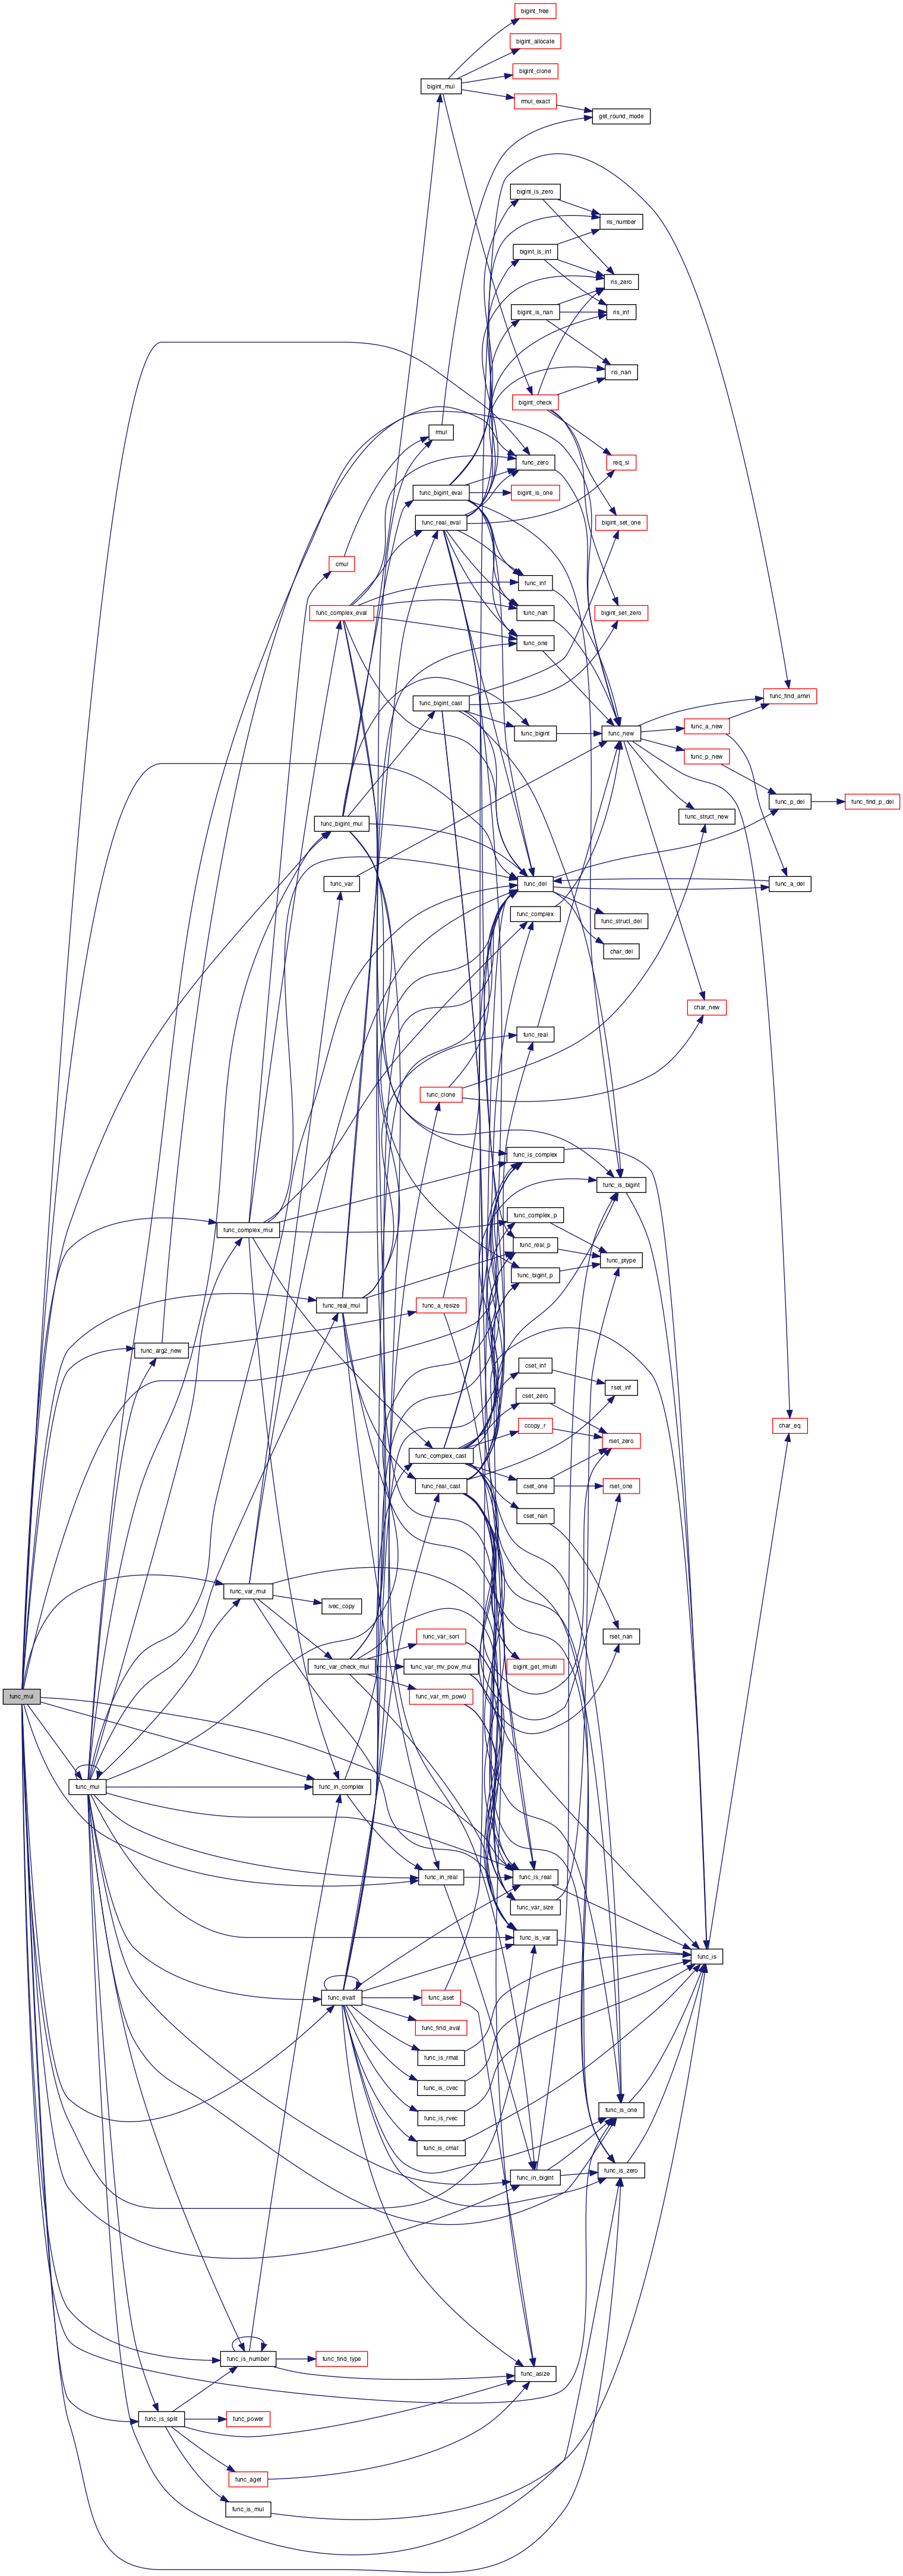 bigint_free
bigint_allocate
bigint_clone
bigint_mul
rmul_exact
get_round_mode
bigint_is_zero
ris_number
bigint_is_inf
ris_zero
bigint_is_nan
ris_inf
ris_nan
bigint_check
rmul
func_zero
req_si
func_bigint_eval
bigint_is_one
func_real_eval
bigint_set_one
cmul
func_inf
func_complex_eval
func_nan
bigint_set_zero
func_one
func_find_amin
func_bigint_cast
func_a_new
func_bigint
func_new
func_p_new
func_p_del
func_find_p_del
func_struct_new
func_bigint_mul
func_var
func_del
func_a_del
func_complex
func_struct_del
char_del
char_new
func_real
func_clone
func_is_complex
func_is_bigint
func_complex_p
func_complex_mul
func_real_p
func_ptype
func_bigint_p
func_real_mul
func_a_resize
func_arg2_new
cset_inf
rset_inf
cset_zero
ccopy_r
char_eq
rset_zero
func_complex_cast
func_real_cast
cset_one
rset_one
cset_nan
func_var_mul
ivec_copy
func_var_sort
rset_nan
func_var_check_mul
func_var_mv_pow_mul
bigint_get_rmulti
func_mul
func_var_rm_pow0
func_mul
func_in_complex
func_in_real
func_is_real
func_var_size
func_is_var
func_is
func_evalf
func_aset
func_find_eval
func_is_rmat
func_is_cvec
func_is_rvec
func_is_one
func_is_cmat
func_in_bigint
func_is_zero
func_is_number
func_find_type
func_asize
func_is_split
func_power
func_aget
func_is_mul